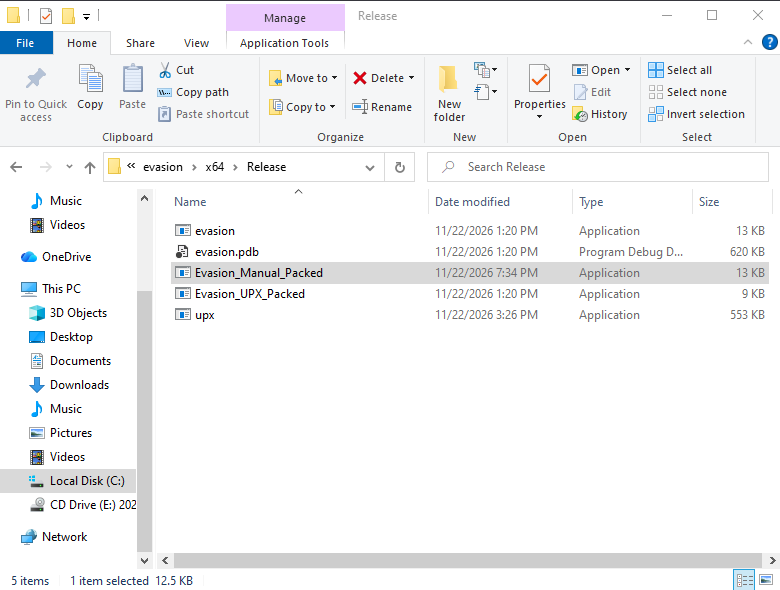 Manage
Release
File
Home
Share
View
Application Tools
Pin to Quick access
Copy
Paste
Cut
Copy path
Paste shortcut
Clipboard
Move to
Copy to
Delete
Rename
Organize
New folder
New
Properties
Open
Edit
History
Open
Select all
Select none
Invert selection
Select
« evasion › x64 › Release
Search Release
Music
Videos
OneDrive
This PC
3D Objects
Desktop
Documents
Downloads
Music
Pictures
Videos
Local Disk (C:)
CD Drive (E:) 202
Network
Name Date modified Type Size
evasion 11/22/2026 1:20 PM Application 13 KB
evasion.pdb 11/22/2026 1:20 PM Program Debug D... 620 KB
Evasion_Manual_Packed 11/22/2026 7:34 PM Application 13 KB
Evasion_UPX_Packed 11/22/2026 1:20 PM Application 9 KB
upx 11/22/2026 3:26 PM Application 553 KB
5 items 1 item selected 12.5 KB